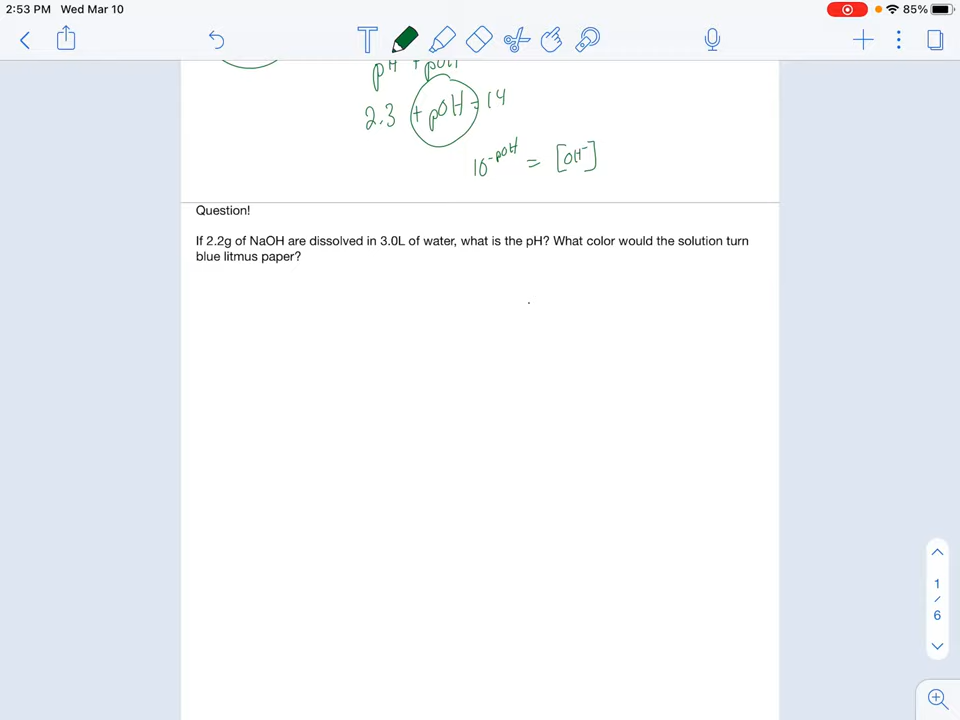 2:53 PM Wed Mar 10
85%
T
pH + pOH
2.3 + pOH = 14
10^-pOH = [OH-]
Question!
If 2.2g of NaOH are dissolved in 3.0L of water, what is the pH? What color would the solution turn
blue litmus paper?
1
/
6